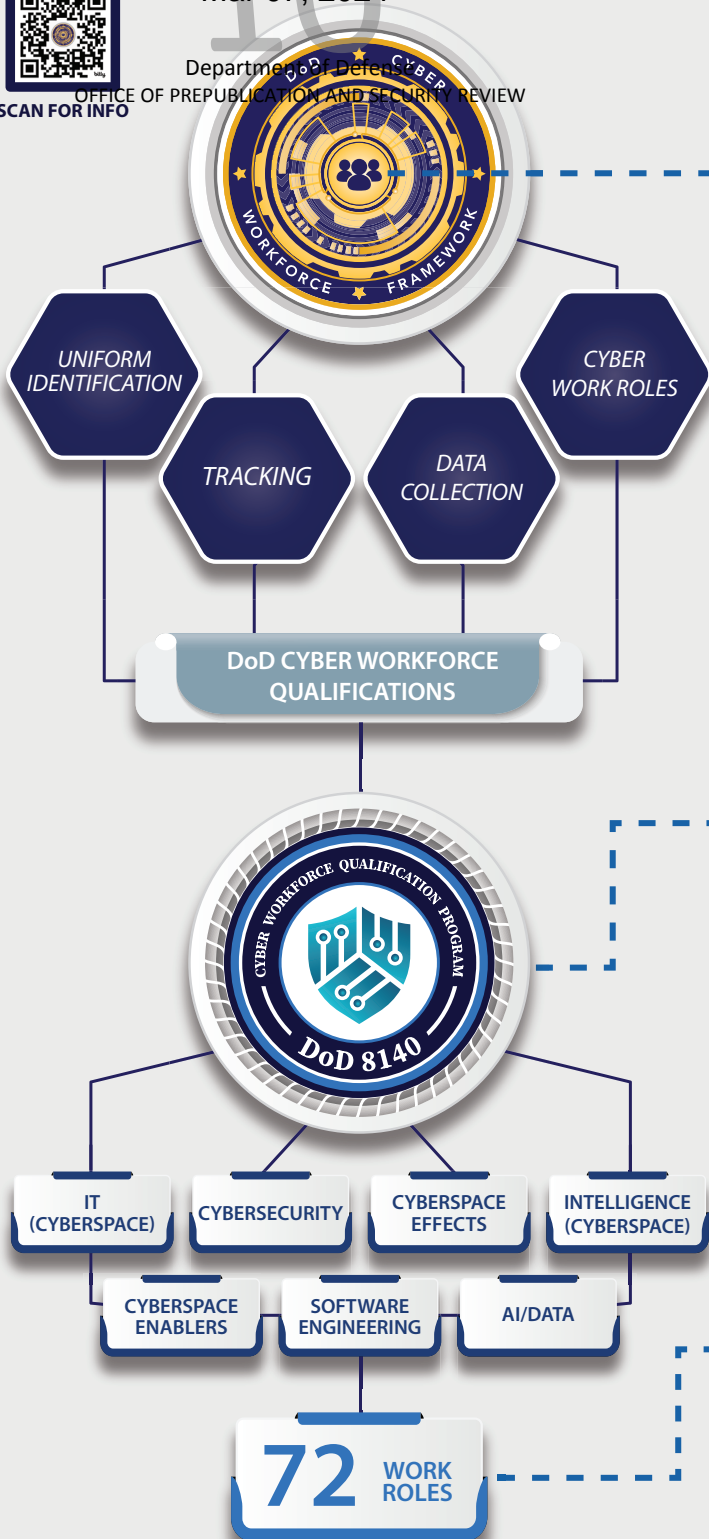 10
Department of Defense
OFFICE OF PREPUBLICATION AND SECURITY REVIEW
SCAN FOR INFO
DoD CYBER
WORKFORCE FRAMEWORK
UNIFORM
IDENTIFICATION
CYBER
WORK ROLES
TRACKING
DATA
COLLECTION
DoD CYBER WORKFORCE
QUALIFICATIONS
CYBER WORKFORCE QUALIFICATION PROGRAM
DoD 8140
IT
(CYBERSPACE)
CYBERSECURITY
CYBERSPACE
EFFECTS
INTELLIGENCE
(CYBERSPACE)
CYBERSPACE
ENABLERS
SOFTWARE
ENGINEERING
AI/DATA
72 WORK
ROLES